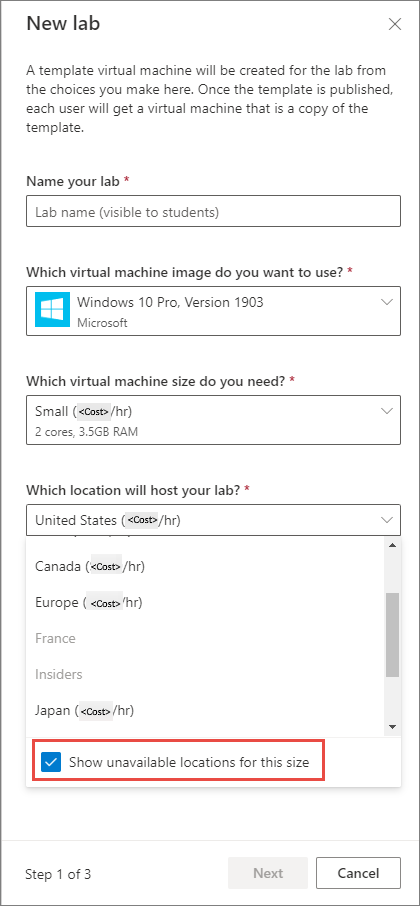 New lab
A template virtual machine will be created for the lab from
the choices you make here. Once the template is published,
each user will get a virtual machine that is a copy of the
template.
Name your lab *
Lab name (visible to students)
Which virtual machine image do you want to use? *
Windows 10 Pro, Version 1903
Microsoft
Which virtual machine size do you need? *
Small (<Cost>/hr)
2 cores, 3.5GB RAM
Which location will host your lab? *
United States (<Cost>/hr)
Canada (<Cost>/hr)
Europe (<Cost>/hr)
France
Insiders
Japan (<Cost>/hr)
Show unavailable locations for this size
Step 1 of 3
Next
Cancel